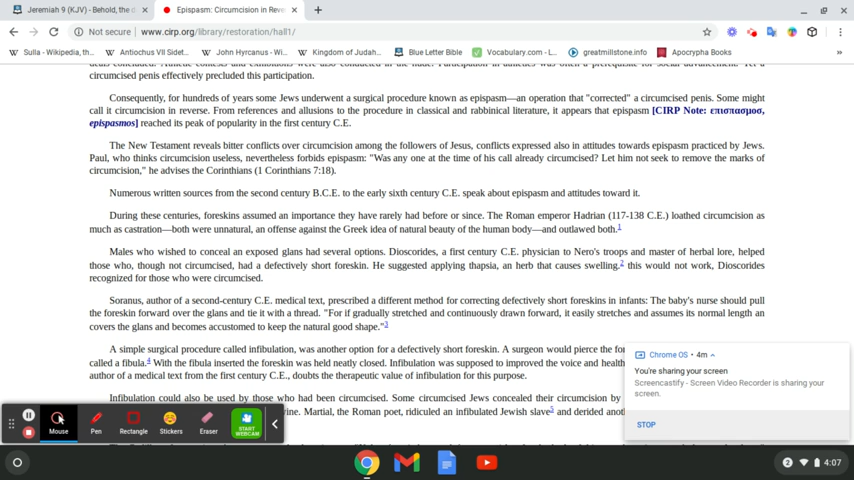 Jeremiah 9 (KJV) - Behold, the d
Epispasm: Circumcision in Revers
Not secure | www.cirp.org/library/restoration/hall1/
Sulla - Wikipedia, th...
Antiochus VII Sidet...
John Hyrcanus - Wi...
Kingdom of Judah...
Blue Letter Bible
Vocabulary.com - L...
greatmillstone.info
Apocrypha Books
circumcised penis effectively precluded this participation.
Consequently, for hundreds of years some Jews underwent a surgical procedure known as epispasm—an operation that "corrected" a circumcised penis. Some might
call it circumcision in reverse. From references and allusions to the procedure in classical and rabbinical literature, it appears that epispasm [CIRP Note: επισπασμοσ,
epispasmos] reached its peak of popularity in the first century C.E.
The New Testament reveals bitter conflicts over circumcision among the followers of Jesus, conflicts expressed also in attitudes towards epispasm practiced by Jews.
Paul, who thinks circumcision useless, nevertheless forbids epispasm: "Was any one at the time of his call already circumcised? Let him not seek to remove the marks of
circumcision," he advises the Corinthians (1 Corinthians 7:18).
Numerous written sources from the second century B.C.E. to the early sixth century C.E. speak about epispasm and attitudes toward it.
During these centuries, foreskins assumed an importance they have rarely had before or since. The Roman emperor Hadrian (117-138 C.E.) loathed circumcision as
much as castration—both were unnatural, an offense against the Greek idea of natural beauty of the human body—and outlawed both.1
Males who wished to conceal an exposed glans had several options. Dioscorides, a first century C.E. physician to Nero's troops and master of herbal lore, helped
those who, though not circumcised, had a defectively short foreskin. He suggested applying thapsia, an herb that causes swelling.2 this would not work, Dioscorides
recognized for those who were circumcised.
Soranus, author of a second-century C.E. medical text, prescribed a different method for correcting defectively short foreskins in infants: The baby's nurse should pull
the foreskin forward over the glans and tie it with a thread. "For if gradually stretched and continuously drawn forward, it easily stretches and assumes its normal length an
covers the glans and becomes accustomed to keep the natural good shape."3
A simple surgical procedure called infibulation, was another option for a defectively short foreskin. A surgeon would pierce the for
called a fibula.4 With the fibula inserted the foreskin was held neatly closed. Infibulation was supposed to improved the voice and health
author of a medical text from the first century C.E., doubts the therapeutic value of infibulation for this purpose.
Infibulation could also be used by those who had been circumcised. Some circumcised Jews concealed their circumcision by
vine. Martial, the Roman poet, ridiculed an infibulated Jewish slave5 and derided anoth
Chrome OS • 4m
You're sharing your screen
Screencastify - Screen Video Recorder is sharing your
screen.
STOP
Mouse
Pen
Rectangle
Stickers
Eraser
START
WEBCAM
2
4:07